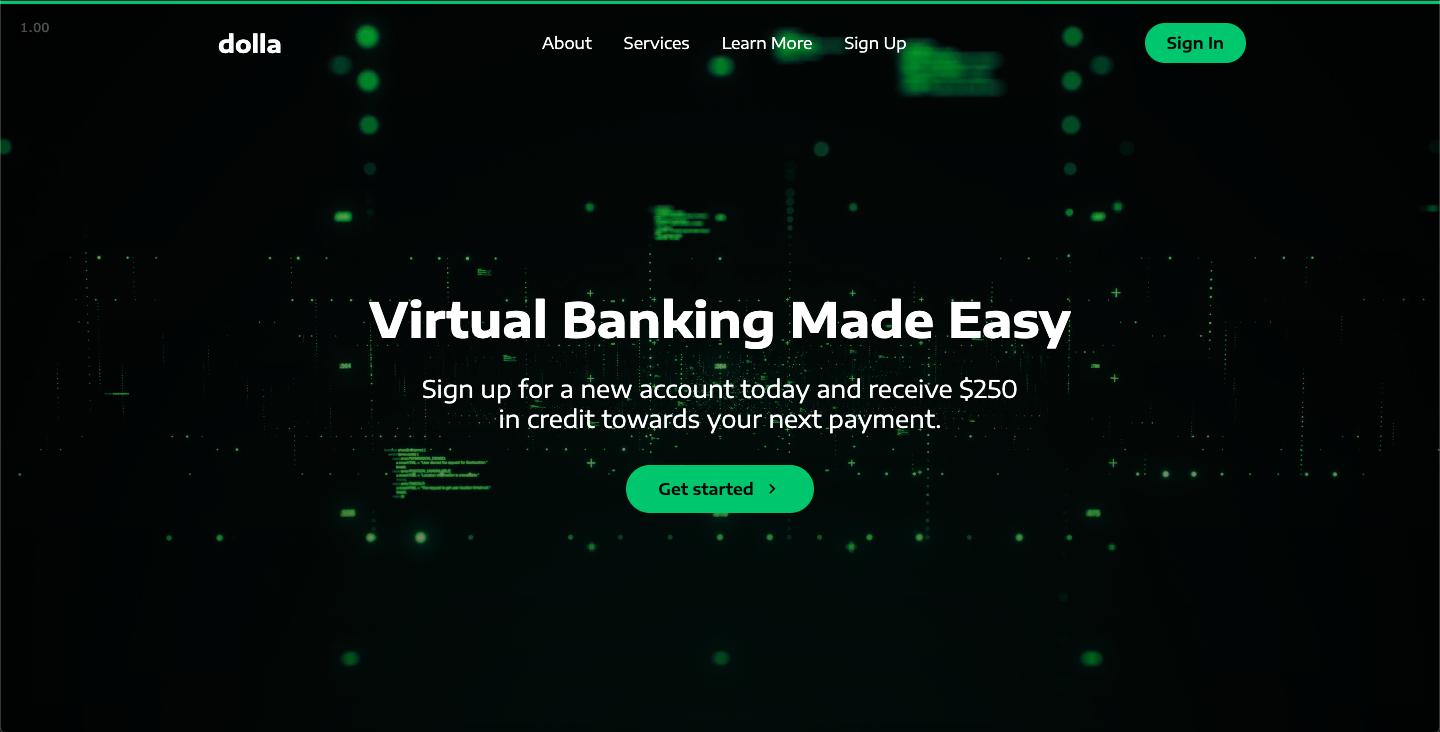 1.00
dolla
About Services Learn More Sign Up
Sign In
Virtual Banking Made Easy
Sign up for a new account today and receive $250
in credit towards your next payment.
Get started